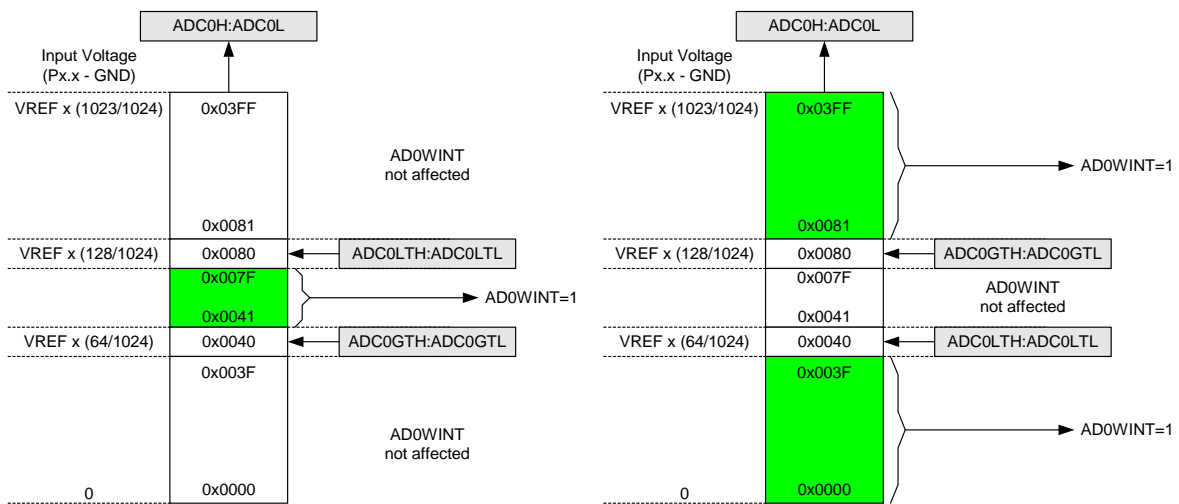 ADC0H:ADC0L
Input Voltage
(Px.x - GND)
VREF x (1023/1024)
0x03FF
AD0WINT
not affected
0x0081
VREF x (128/1024)
0x0080
ADC0LTH:ADC0LTL
0x007F
AD0WINT=1
0x0041
VREF x (64/1024)
0x0040
ADC0GTH:ADC0GTL
0x003F
AD0WINT
not affected
0
0x0000
ADC0H:ADC0L
Input Voltage
(Px.x - GND)
VREF x (1023/1024)
0x03FF
AD0WINT=1
0x0081
VREF x (128/1024)
0x0080
ADC0GTH:ADC0GTL
0x007F
AD0WINT
not affected
0x0041
VREF x (64/1024)
0x0040
ADC0LTH:ADC0LTL
0x003F
AD0WINT=1
0
0x0000